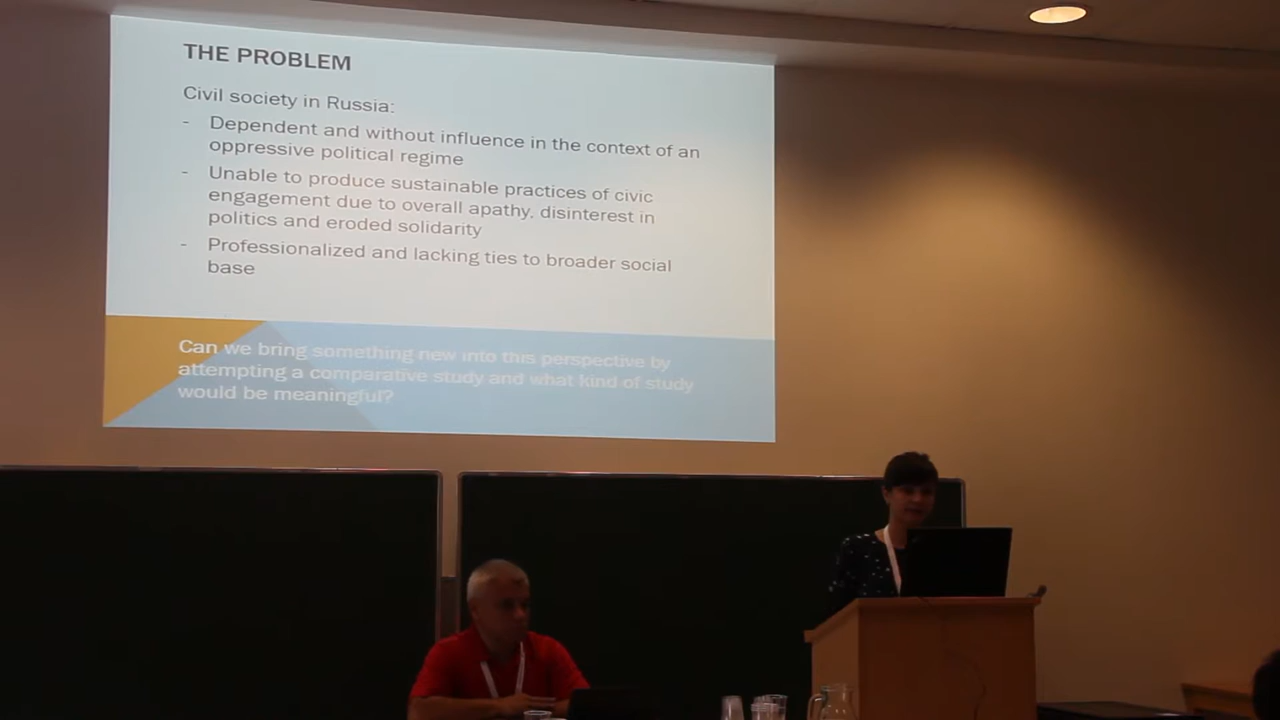 THE PROBLEM
Civil society in Russia:
- Dependent and without influence in the context of an
oppressive political regime
- Unable to produce sustainable practices of civic
engagement due to overall apathy, disinterest in
politics and eroded solidarity
- Professionalized and lacking ties to broader social
base
Can we bring something new into this perspective by
attempting a comparative study and what kind of study
would be meaningful?